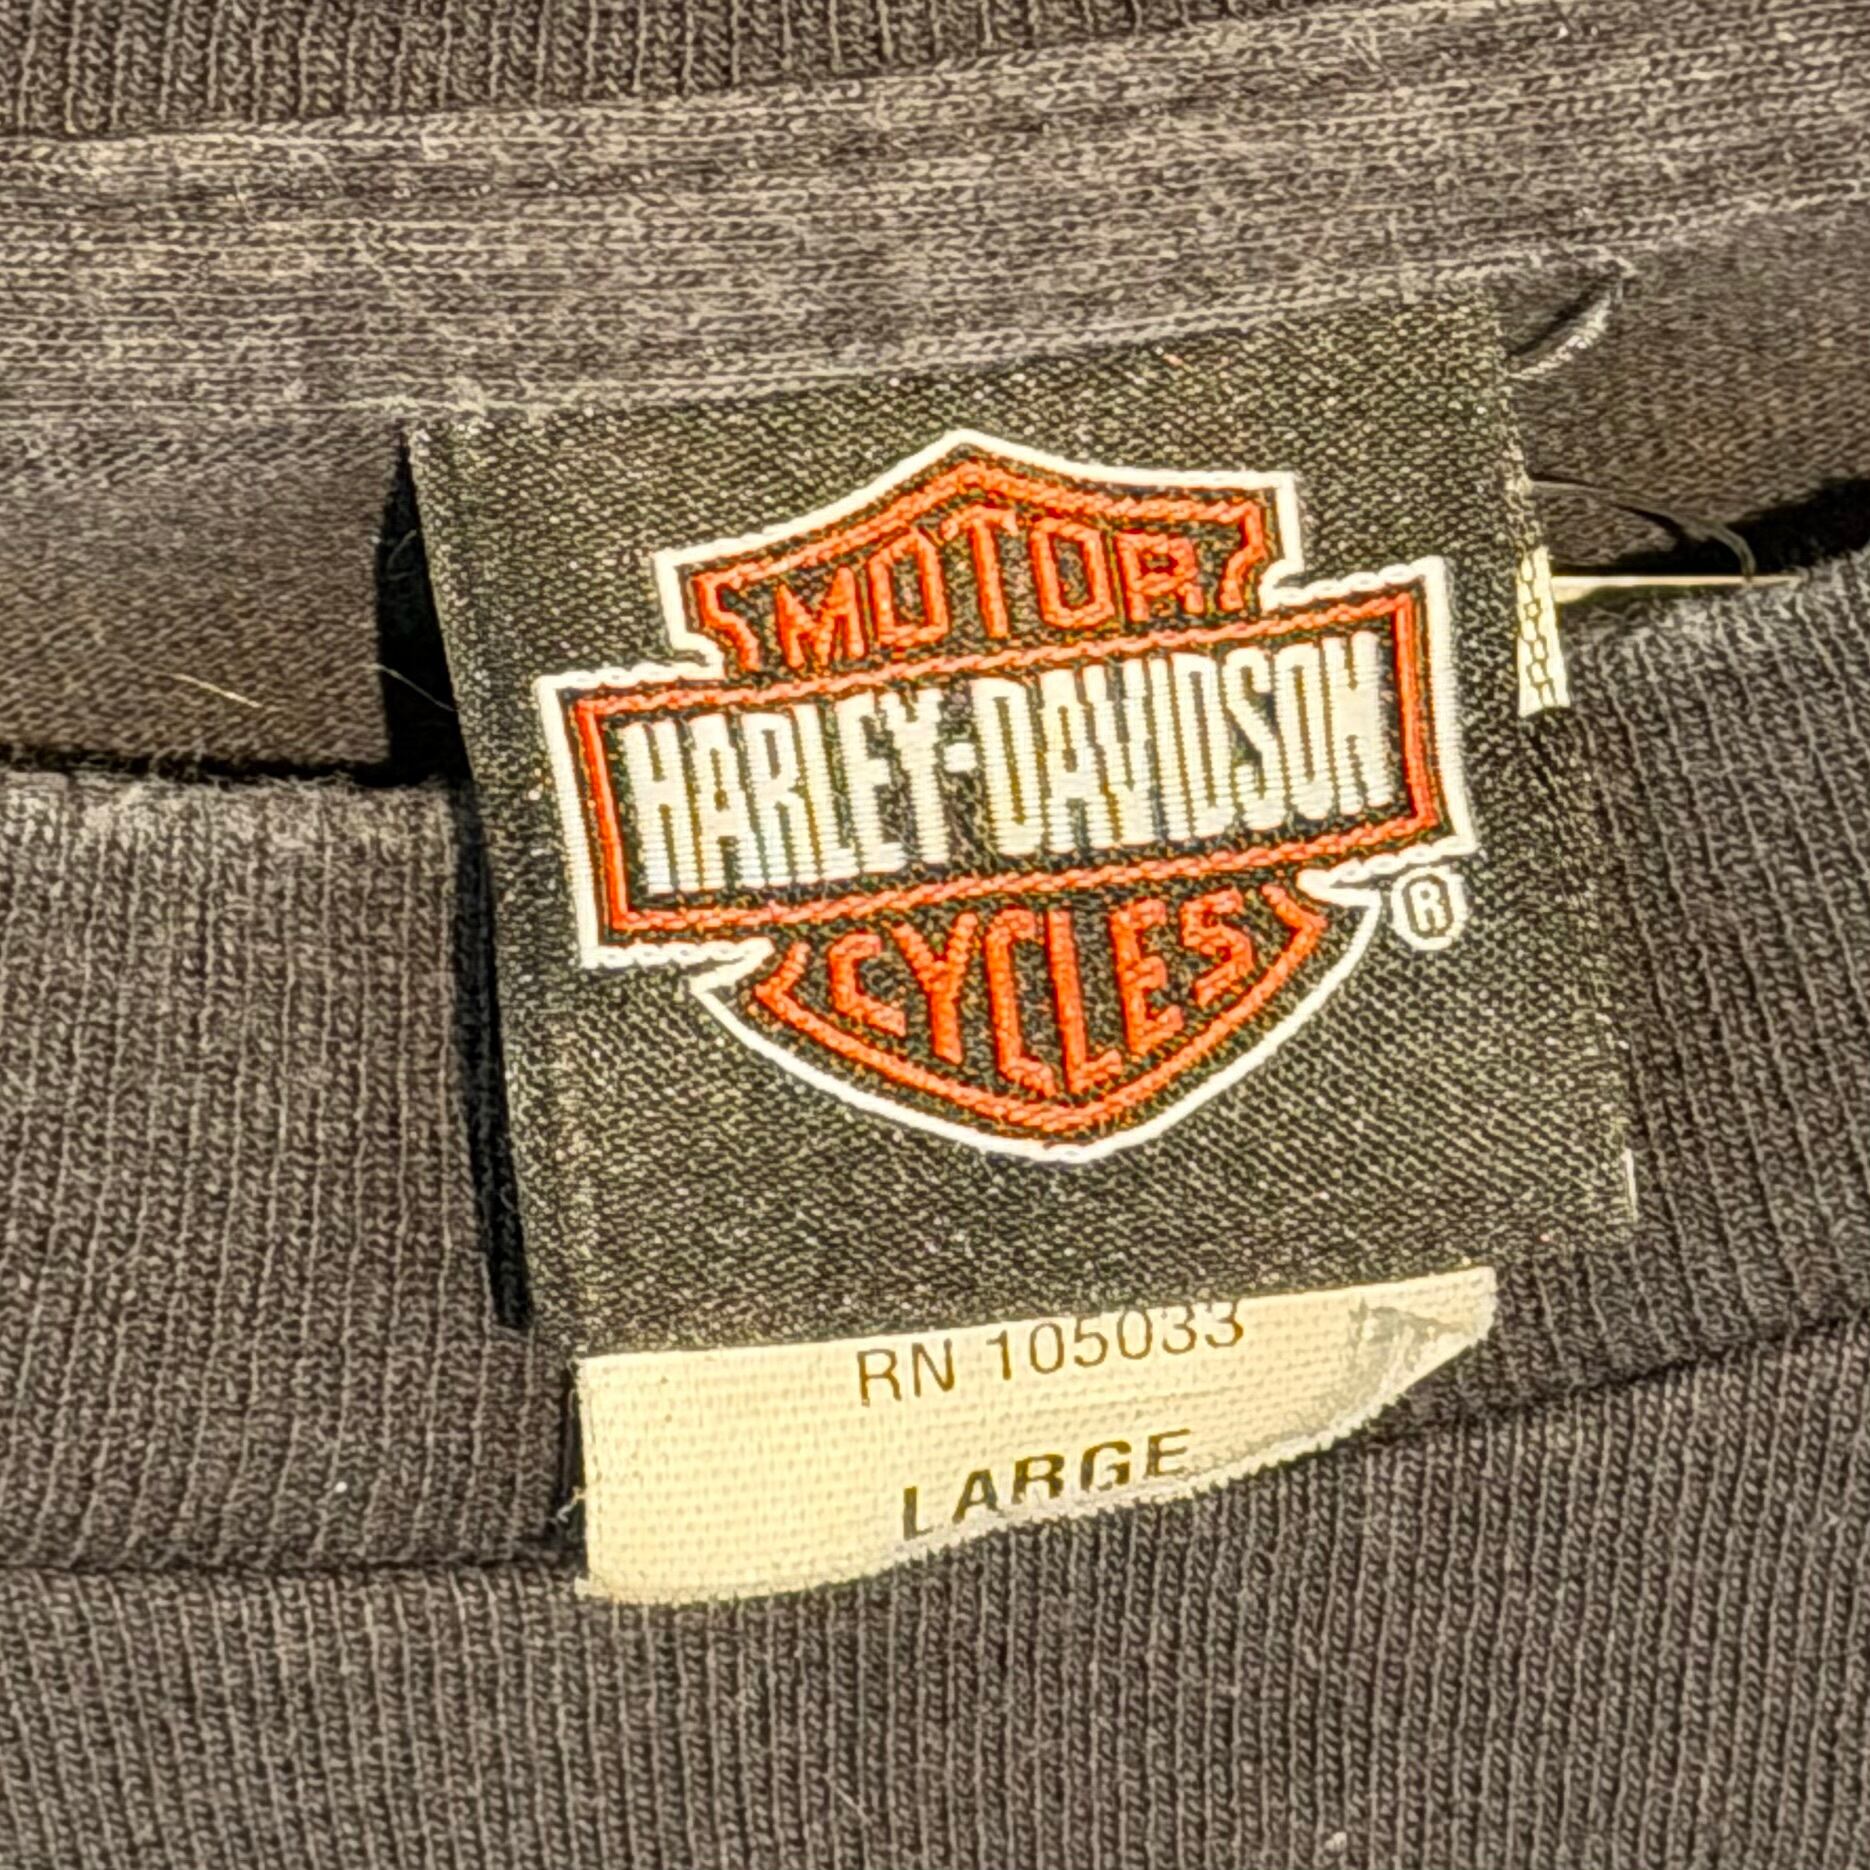 MOTOR
HARLEY-DAVIDSON
CYCLES
®
RN 105033
LARGE